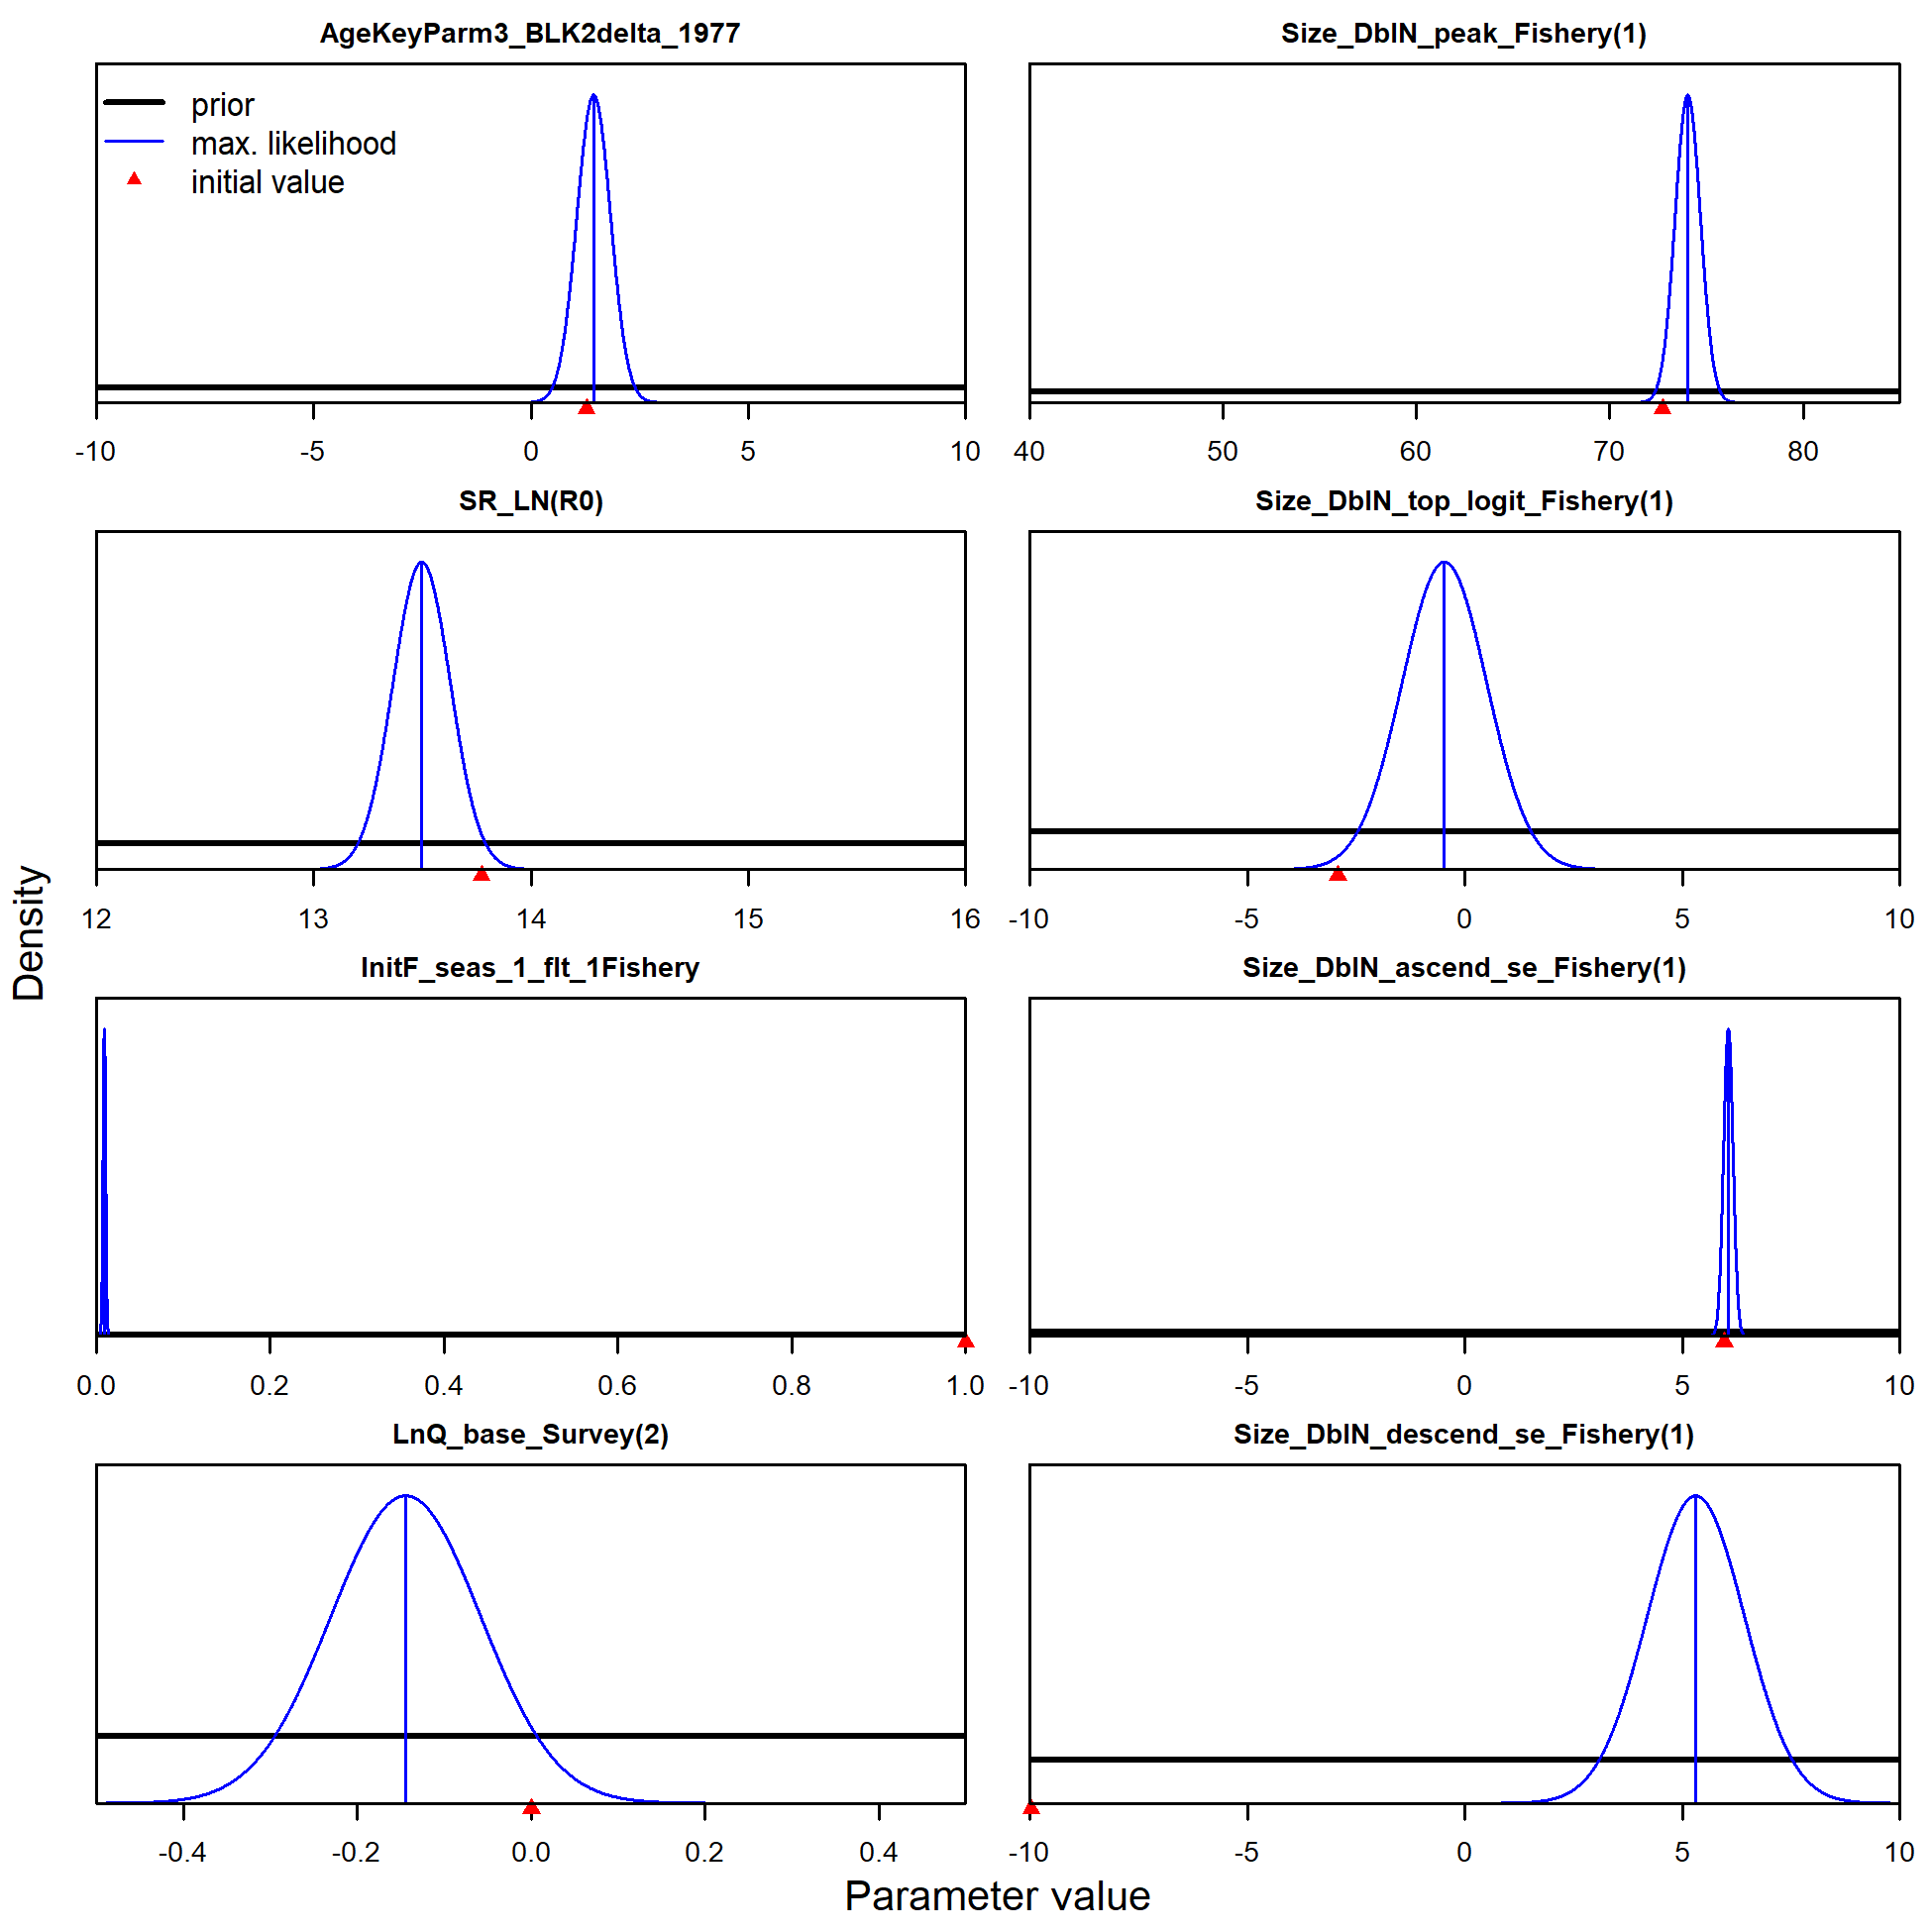 AgeKeyParm3_BLK2delta_1977
prior
max. likelihood
initial value
-10 -5 0 5 10
Size_DblN_peak_Fishery(1)
40 50 60 70 80
SR_LN(R0)
12 13 14 15 16
Size_DblN_top_logit_Fishery(1)
-10 -5 0 5 10
InitF_seas_1_flt_1Fishery
0.0 0.2 0.4 0.6 0.8 1.0
Size_DblN_ascend_se_Fishery(1)
-10 -5 0 5 10
LnQ_base_Survey(2)
-0.4 -0.2 0.0 0.2 0.4
Size_DblN_descend_se_Fishery(1)
-10 -5 0 5 10
Density
Parameter value